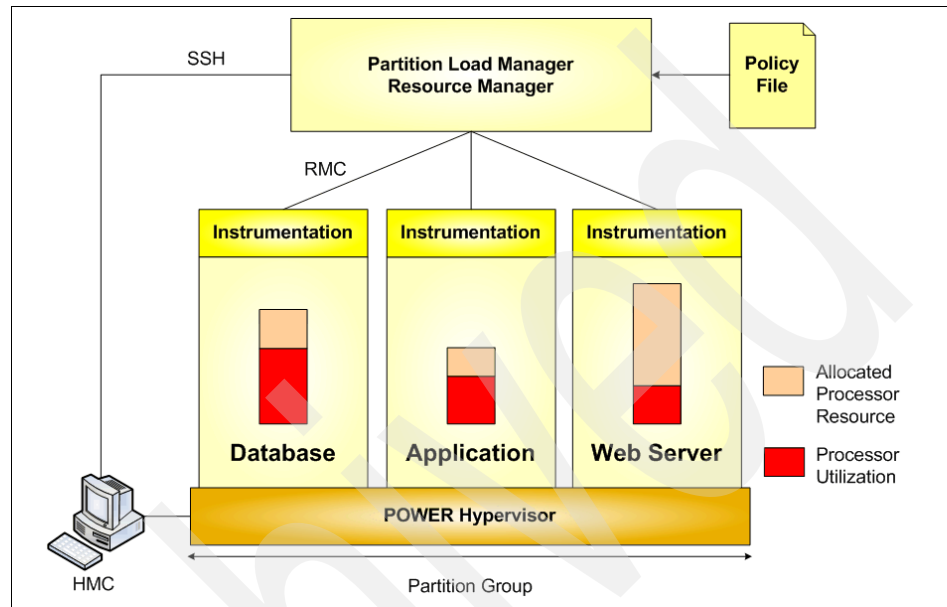 SSH
Partition Load Manager
Resource Manager
Policy
File
RMC
Instrumentation
Instrumentation
Instrumentation
Database
Application
Web Server
Allocated
Processor
Resource
Processor
Utilization
POWER Hypervisor
HMC
Partition Group